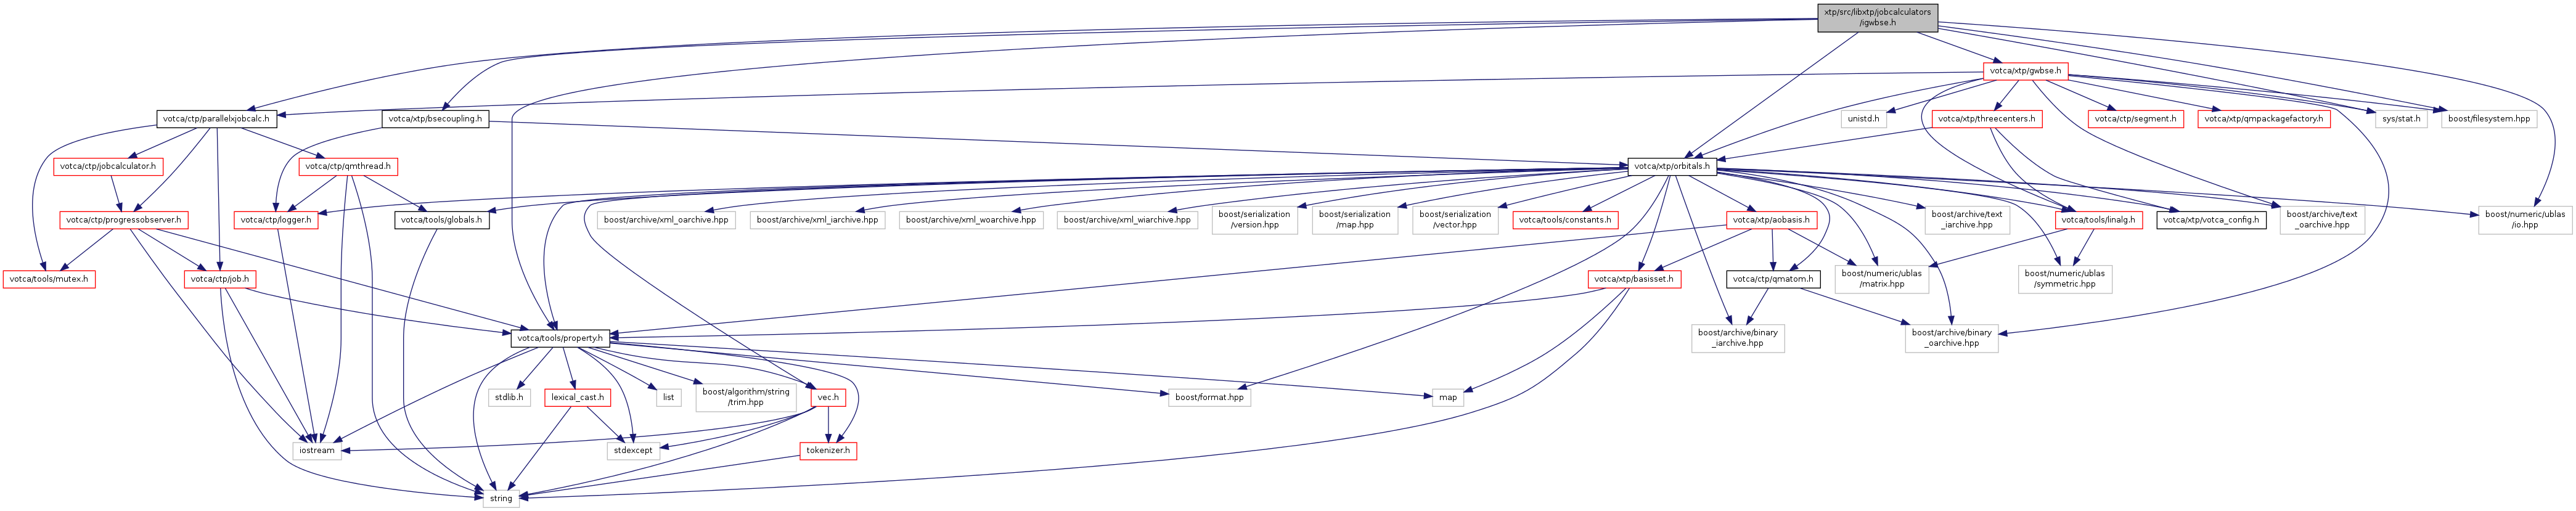 xtp/src/libxtp/jobcalculators
/igwbse.h
votca/xtp/gwbse.h
votca/ctp/parallelxjobcalc.h
votca/xtp/bsecoupling.h
unistd.h
votca/xtp/threecenters.h
votca/ctp/segment.h
votca/xtp/qmpackagefactory.h
sys/stat.h
boost/filesystem.hpp
votca/ctp/jobcalculator.h
votca/ctp/qmthread.h
votca/xtp/orbitals.h
votca/ctp/progressobserver.h
votca/ctp/logger.h
votca/tools/globals.h
boost/archive/xml_oarchive.hpp
boost/archive/xml_iarchive.hpp
boost/archive/xml_woarchive.hpp
boost/archive/xml_wiarchive.hpp
boost/serialization
/version.hpp
boost/serialization
/map.hpp
boost/serialization
/vector.hpp
votca/tools/constants.h
votca/xtp/aobasis.h
boost/archive/text
_iarchive.hpp
votca/tools/linalg.h
votca/xtp/votca_config.h
boost/archive/text
_oarchive.hpp
boost/numeric/ublas
/io.hpp
votca/tools/mutex.h
votca/ctp/job.h
votca/xtp/basisset.h
votca/ctp/qmatom.h
boost/numeric/ublas
/matrix.hpp
boost/numeric/ublas
/symmetric.hpp
votca/tools/property.h
boost/archive/binary
_iarchive.hpp
boost/archive/binary
_oarchive.hpp
stdlib.h
lexical_cast.h
list
boost/algorithm/string
/trim.hpp
vec.h
boost/format.hpp
map
iostream
stdexcept
tokenizer.h
string